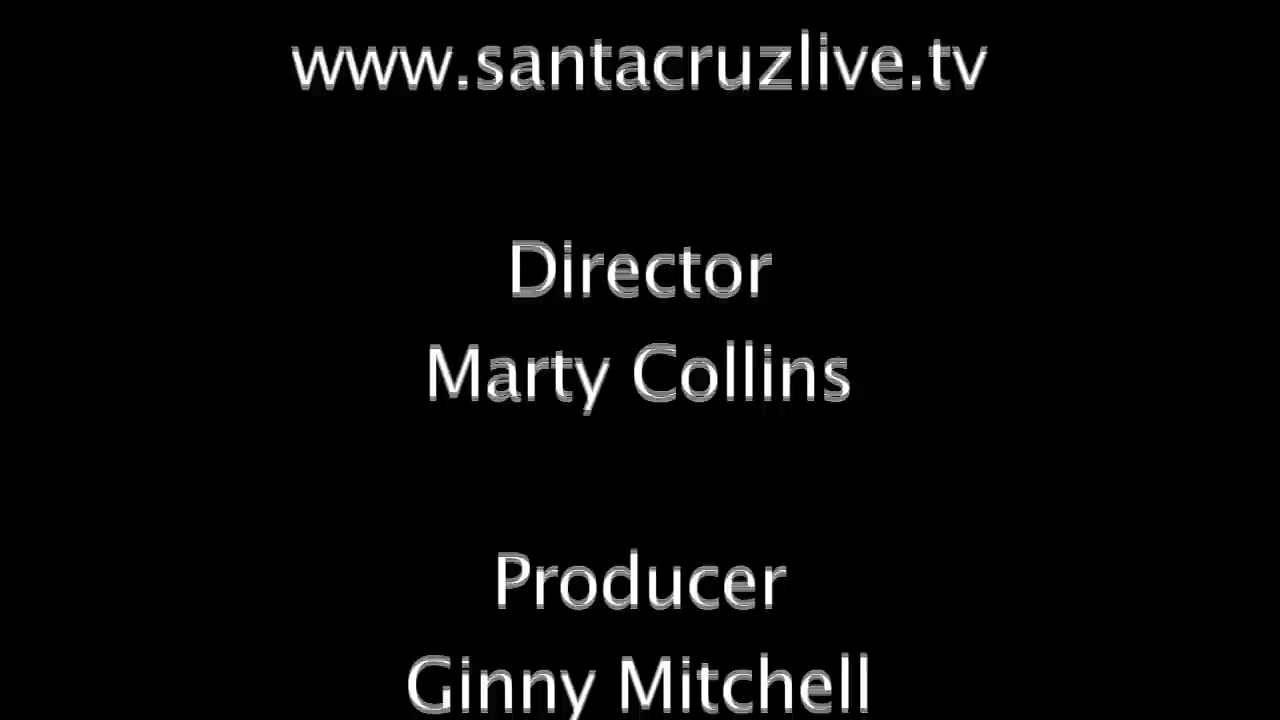 www.santacruzlive.tv
Director
Marty Collins
Producer
Ginny Mitchell